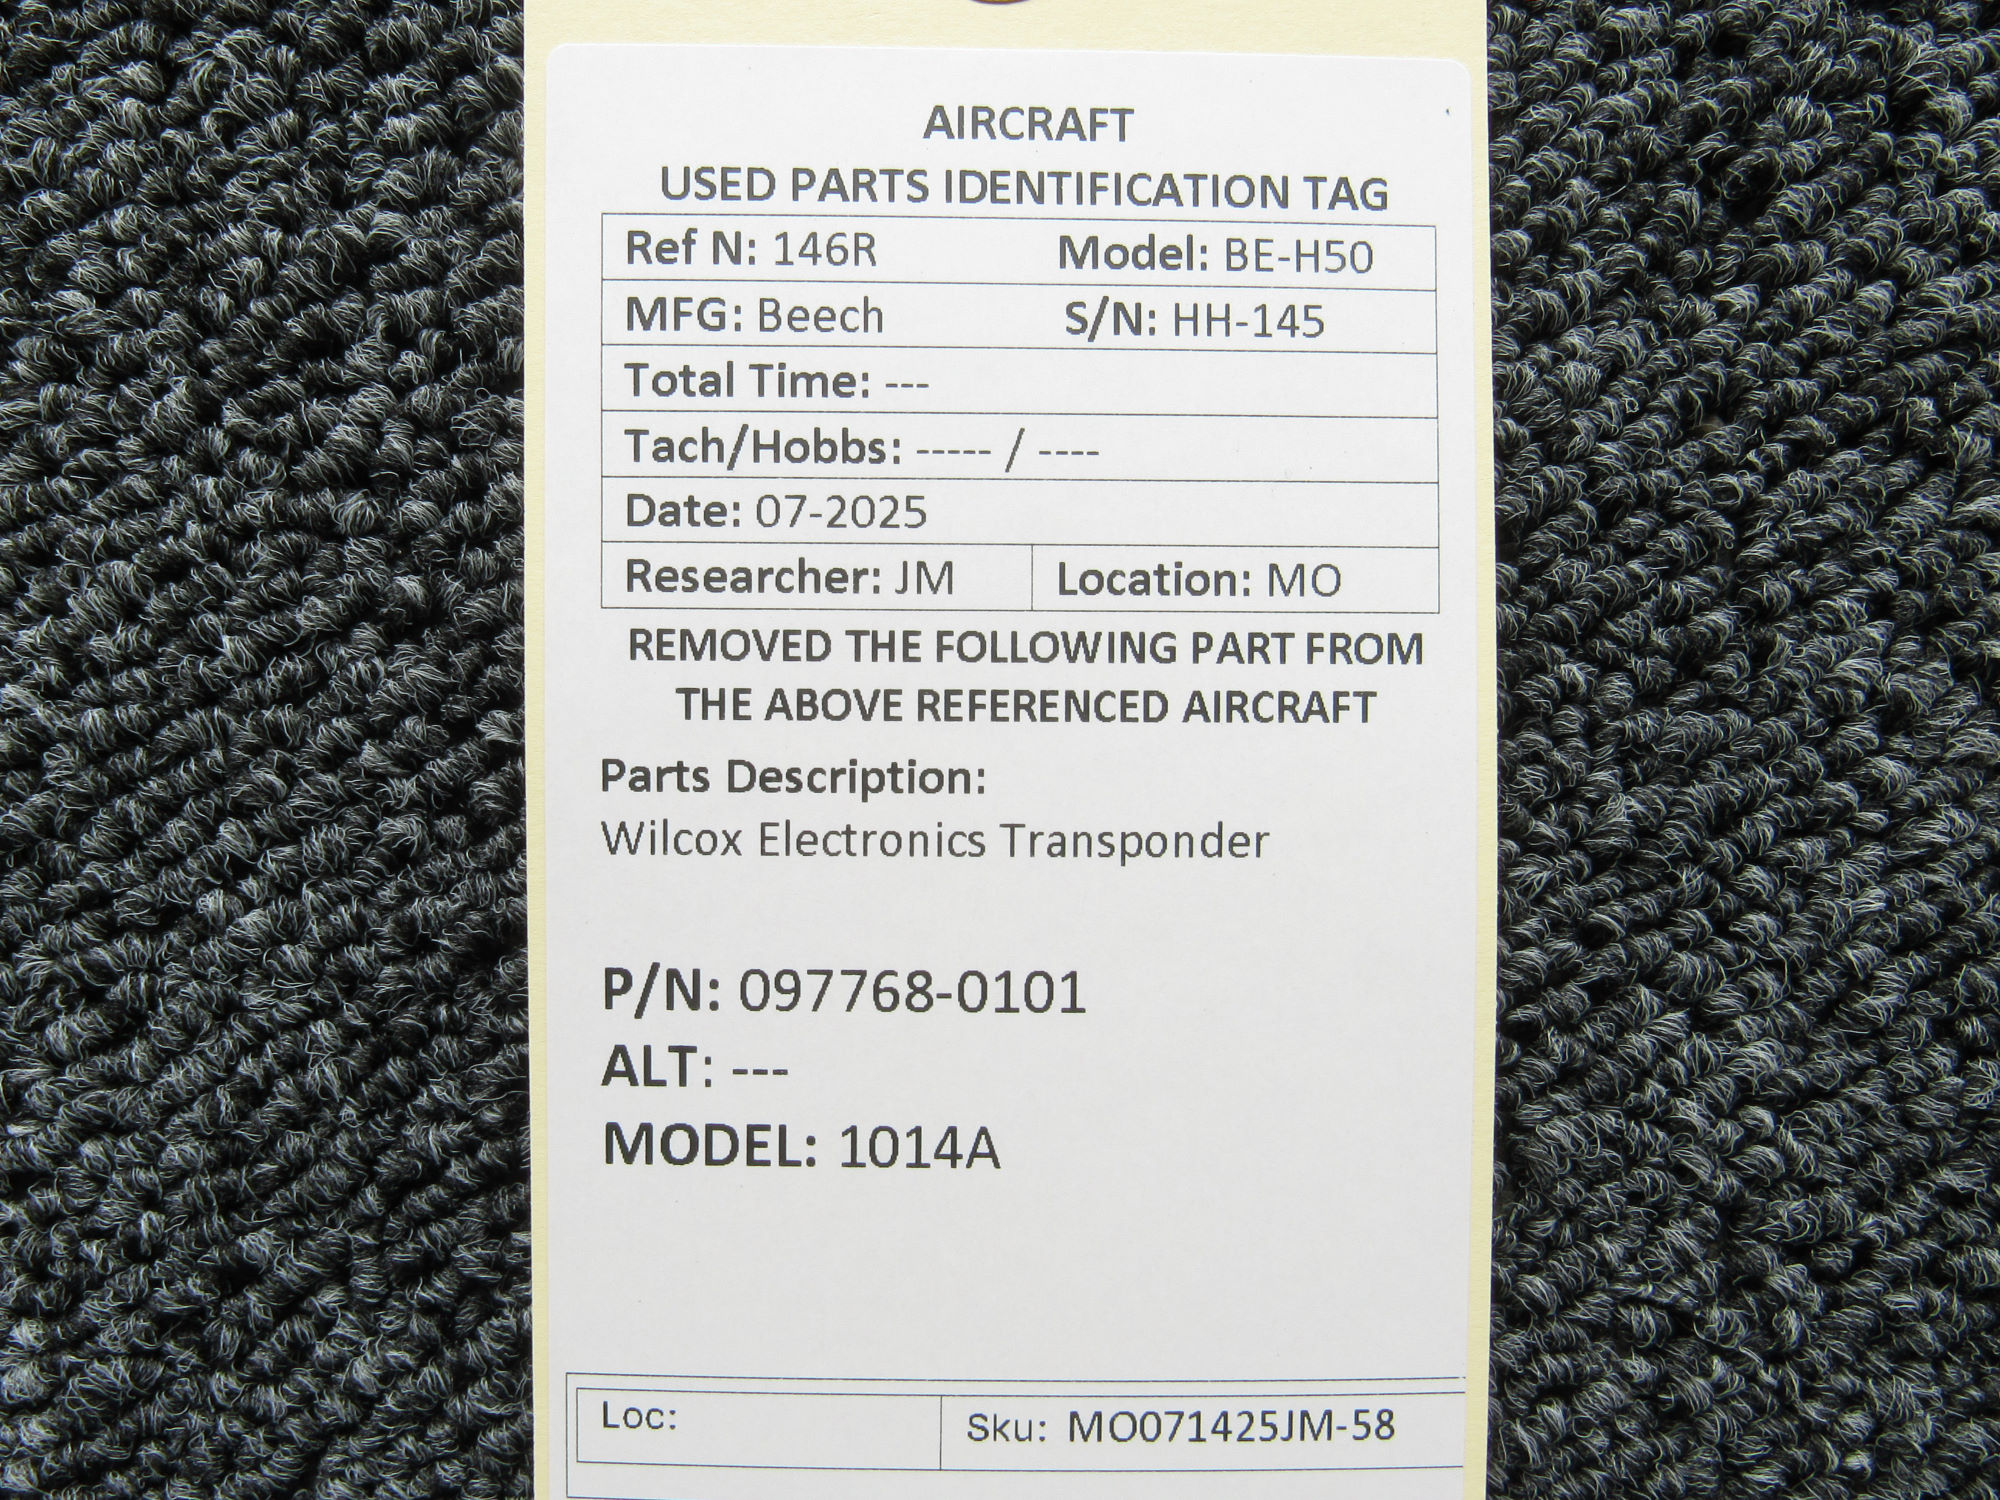 AIRCRAFT
USED PARTS IDENTIFICATION TAG
Ref N: 146R Model: BE-H50
MFG: Beech S/N: HH-145
Total Time: ---
Tach/Hobbs: ----- / ----
Date: 07-2025
Researcher: JM Location: MO
REMOVED THE FOLLOWING PART FROM
THE ABOVE REFERENCED AIRCRAFT
Parts Description:
Wilcox Electronics Transponder
P/N: 097768-0101
ALT: ---
MODEL: 1014A
Loc: Sku: MO071425JM-58